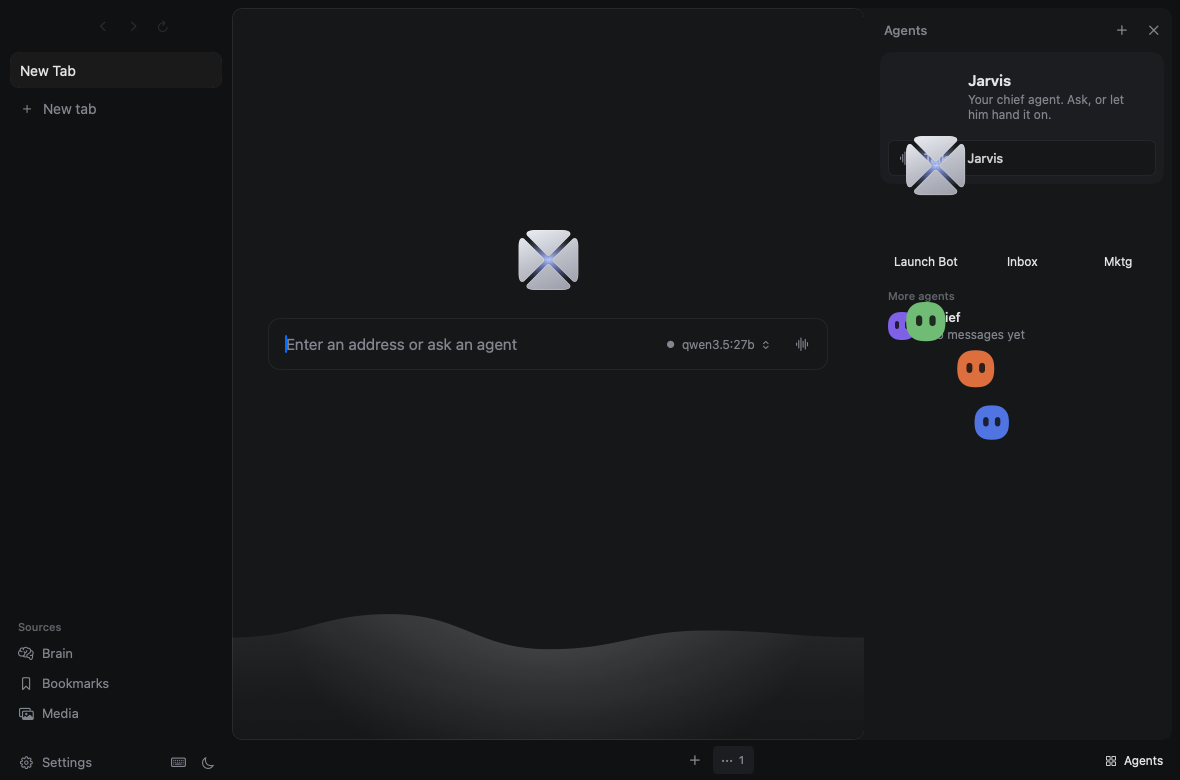 New Tab
New tab
Sources
Brain
Bookmarks
Media
Settings
Enter an address or ask an agent
qwen3.5:27b
1
Agents
Jarvis
Your chief agent. Ask, or let
him hand it on.
Jarvis
Launch Bot
Inbox
Mktg
More agents
messages yet
Agents